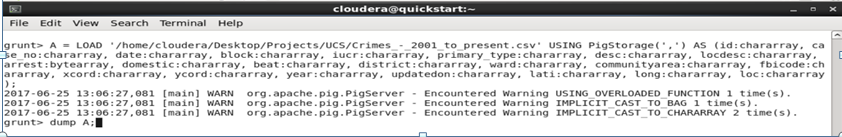 cloudera@quickstart:~
File Edit View Search Terminal Help
grunt> A = LOAD '/home/cloudera/Desktop/Projects/UCS/Crimes_-_2001_to_present.csv' USING PigStorage(',') AS (id:chararray, ca
se_no:chararray, date:chararray, block:chararray, iucr:chararray, primary_type:chararray, desc:chararray, locdesc:chararray,
arrest:bytearray, domestic:chararray, beat:chararray, district:chararray, ward:chararray, communityarea:chararray, fbicode:ch
ararray, xcord:chararray, ycord:chararray, year:chararray, updatedon:chararray, lati:chararray, long:chararray, loc:chararray
);
2017-06-25 13:06:27,081 [main] WARN org.apache.pig.PigServer - Encountered Warning USING_OVERLOADED_FUNCTION 1 time(s).
2017-06-25 13:06:27,081 [main] WARN org.apache.pig.PigServer - Encountered Warning IMPLICIT_CAST_TO_BAG 1 time(s).
2017-06-25 13:06:27,081 [main] WARN org.apache.pig.PigServer - Encountered Warning IMPLICIT_CAST_TO_CHARARRAY 2 time(s).
grunt> dump A;